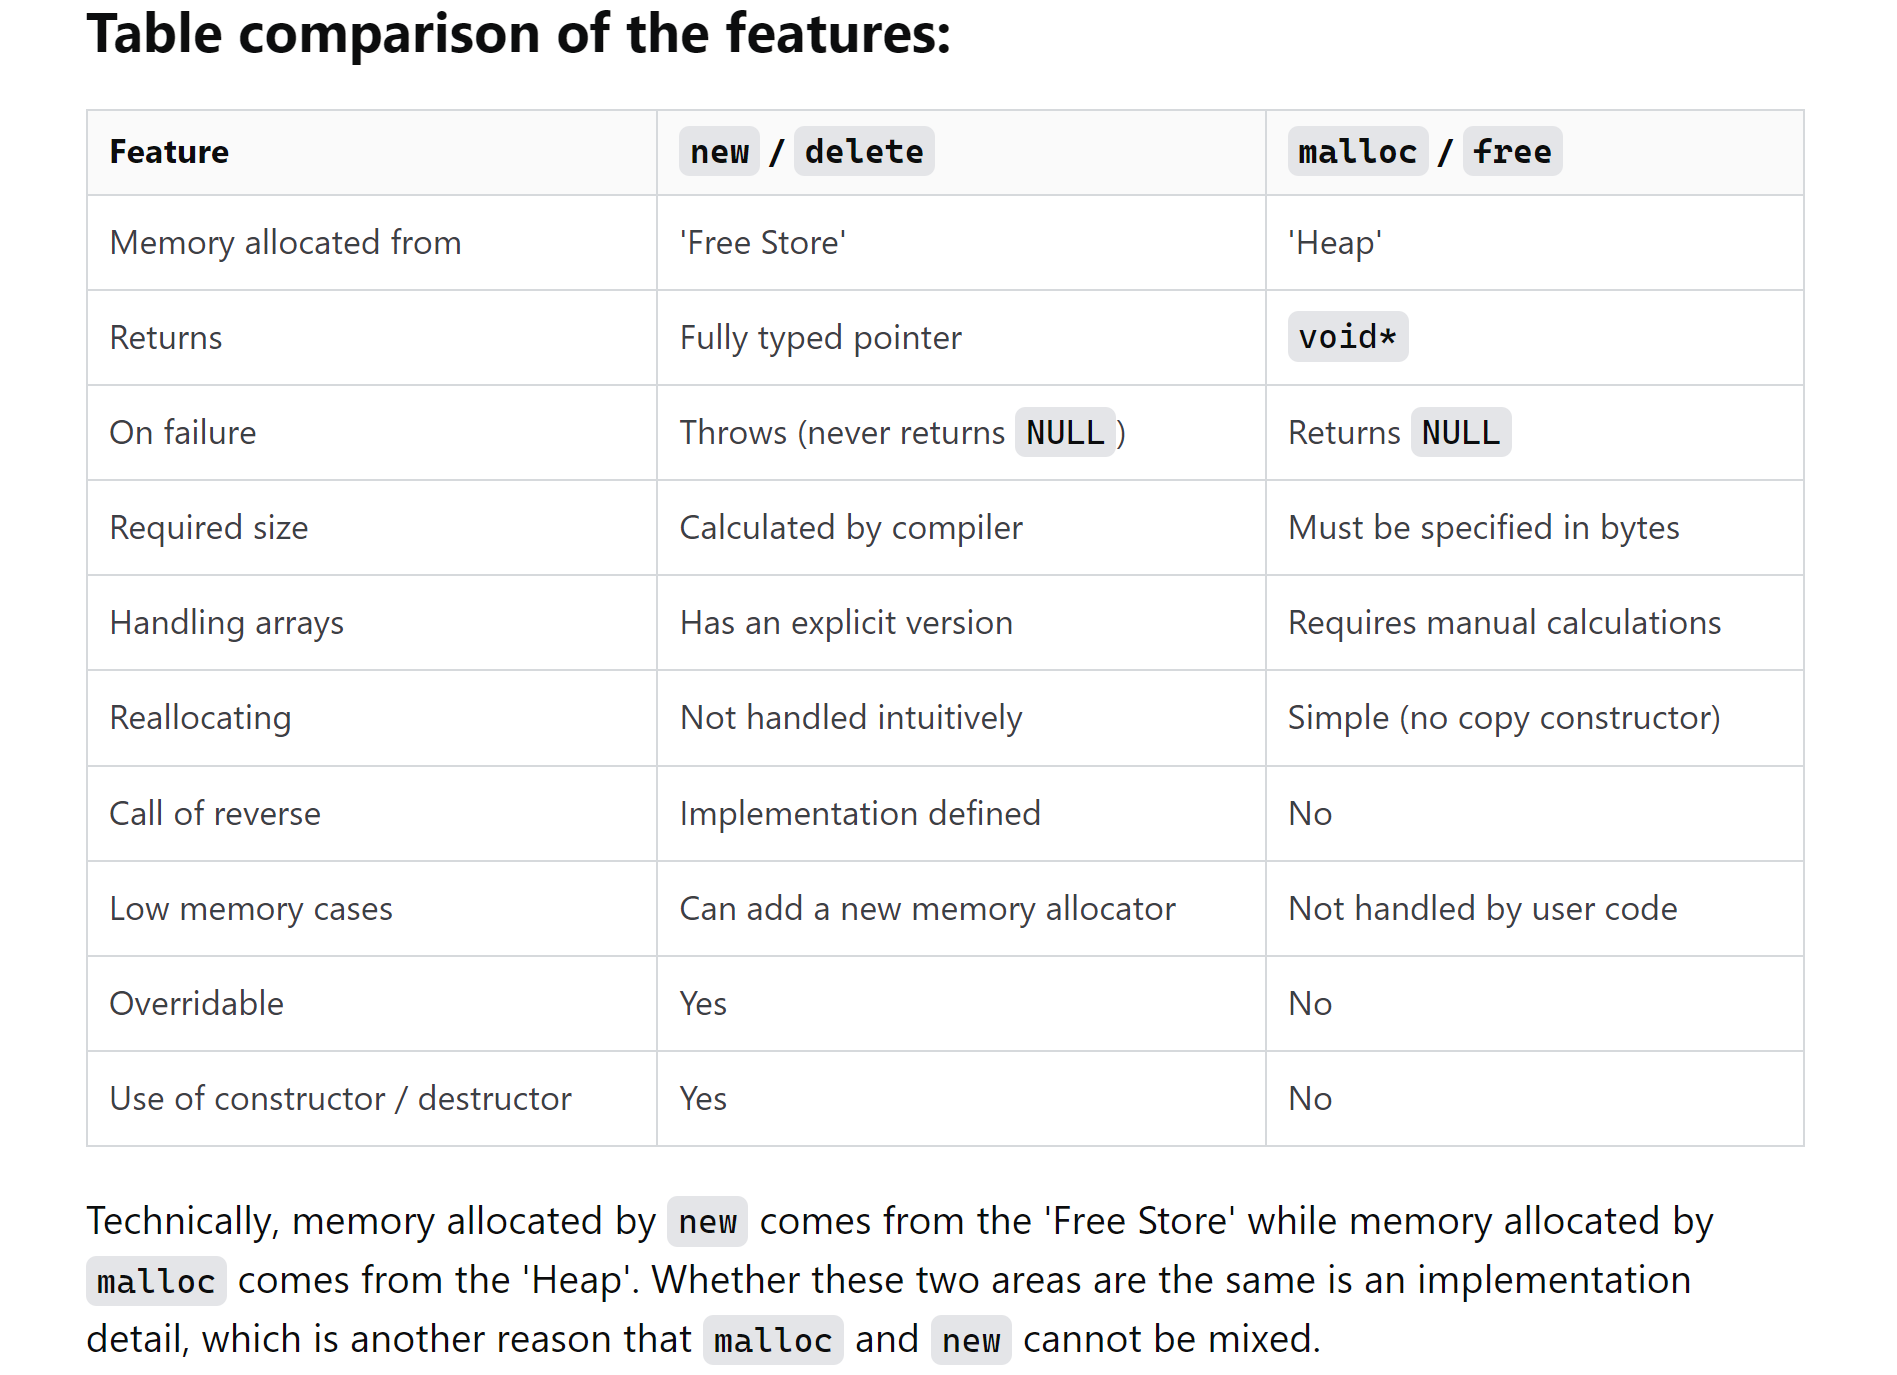 Table comparison of the features:
Feature new / delete malloc / free
Memory allocated from 'Free Store' 'Heap'
Returns Fully typed pointer void*
On failure Throws (never returns NULL) Returns NULL
Required size Calculated by compiler Must be specified in bytes
Handling arrays Has an explicit version Requires manual calculations
Reallocating Not handled intuitively Simple (no copy constructor)
Call of reverse Implementation defined No
Low memory cases Can add a new memory allocator Not handled by user code
Overridable Yes No
Use of constructor / destructor Yes No
Technically, memory allocated by new comes from the 'Free Store' while memory allocated by
malloc comes from the 'Heap'. Whether these two areas are the same is an implementation
detail, which is another reason that malloc and new cannot be mixed.